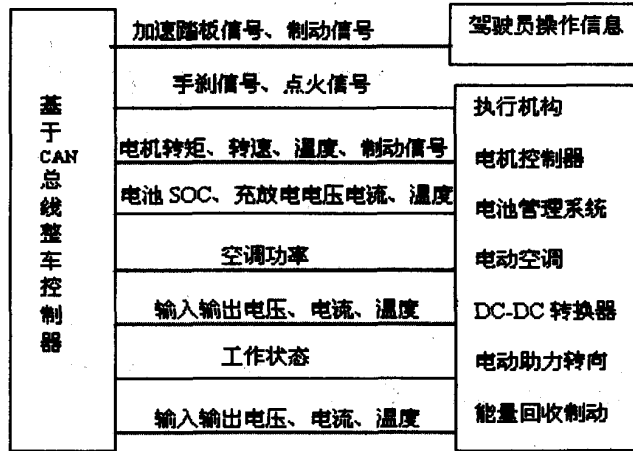 加速踏板信号、制动信号
驾驶员操作信息
手刹信号、点火信号
执行机构
电机转矩、转速、温度、制动信号
电机控制器
电池 SOC、充放电电压电流、温度
电池管理系统
空调功率
电动空调
输入输出电压、电流、温度
DC-DC 转换器
工作状态
电动助力转向
输入输出电压、电流、温度
能量回收制动
基
于
CAN
总
线
整
车
控
制
器